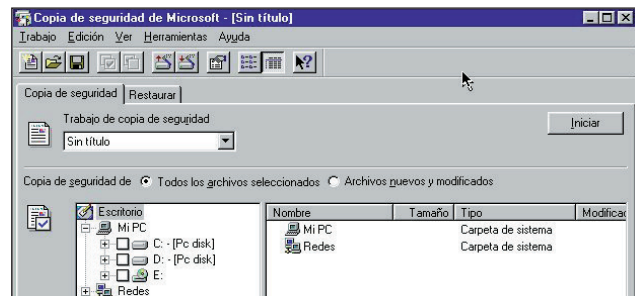 Copia de seguridad de Microsoft - [Sin título]
Trabajo Edición Ver Herramientas Ayuda
Copia de seguridad Restaurar
Trabajo de copia de seguridad
Iniciar
Sin título
Copia de seguridad de Todos los archivos seleccionados Archivos nuevos y modificados
Escritorio Nombre Tamaño Tipo Modificac
Mi PC Mi PC Carpeta de sistema
C: - [Pc disk] Redes Carpeta de sistema
D: - [Pc disk]
E:
Redes